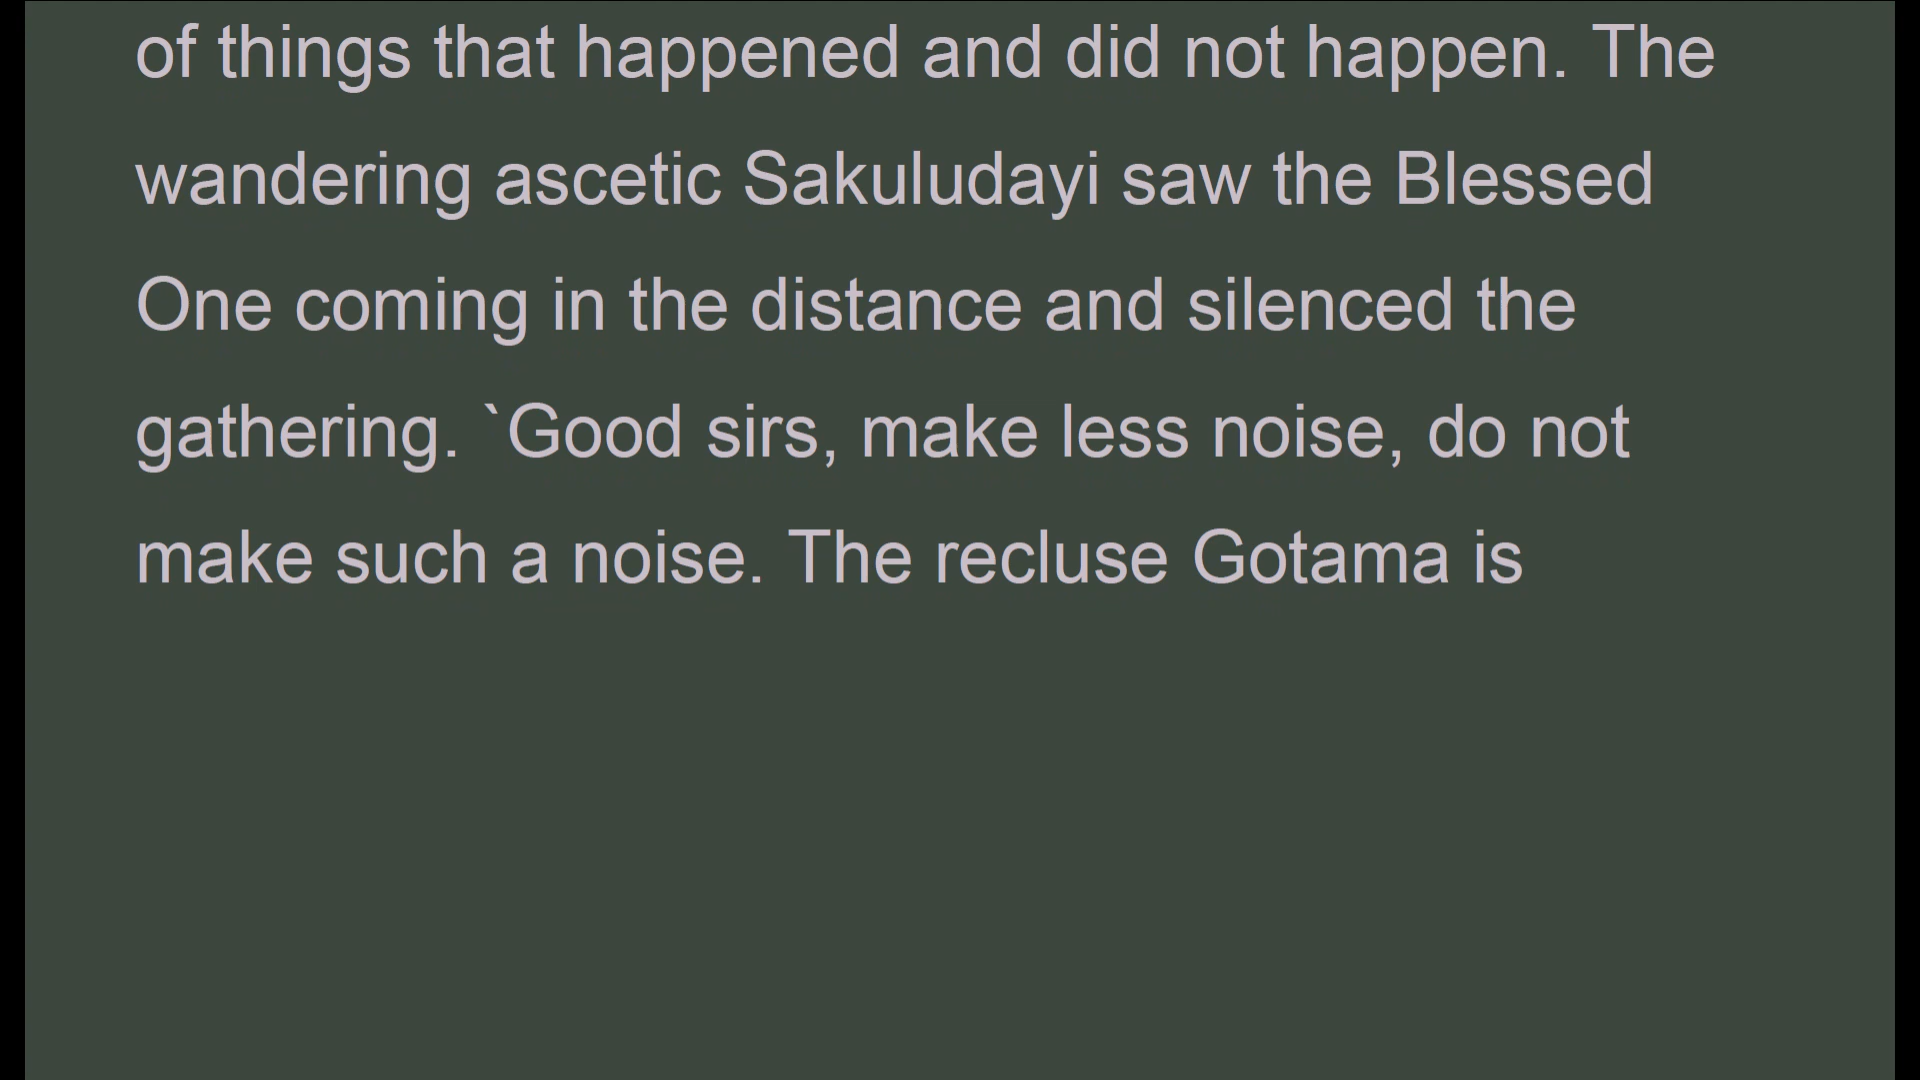 of things that happened and did not happen. The
wandering ascetic Sakuludayi saw the Blessed
One coming in the distance and silenced the
gathering. `Good sirs, make less noise, do not
make such a noise. The recluse Gotama is